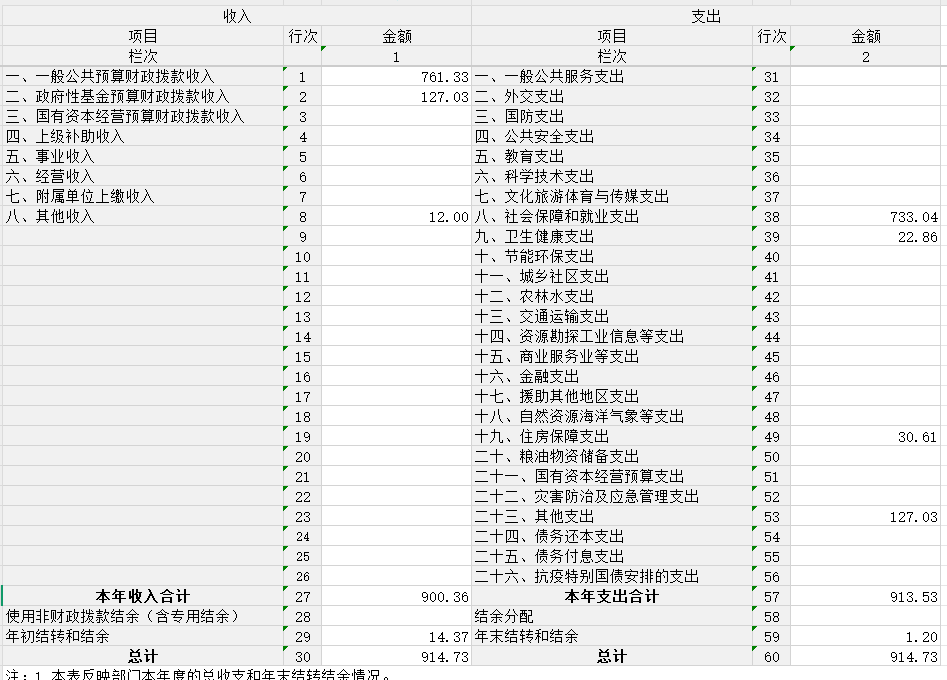 收入 支出
项目 行次 金额 项目 行次 金额
栏次 1 栏次 2
一、一般公共预算财政拨款收入 1 761.33 一、一般公共服务支出 31
二、政府性基金预算财政拨款收入 2 127.03 二、外交支出 32
三、国有资本经营预算财政拨款收入 3 三、国防支出 33
四、上级补助收入 4 四、公共安全支出 34
五、事业收入 5 五、教育支出 35
六、经营收入 6 六、科学技术支出 36
七、附属单位上缴收入 7 七、文化旅游体育与传媒支出 37
八、其他收入 8 12.00 八、社会保障和就业支出 38 733.04
9 九、卫生健康支出 39 22.86
10 十、节能环保支出 40
11 十一、城乡社区支出 41
12 十二、农林水支出 42
13 十三、交通运输支出 43
14 十四、资源勘探工业信息等支出 44
15 十五、商业服务业等支出 45
16 十六、金融支出 46
17 十七、援助其他地区支出 47
18 十八、自然资源海洋气象等支出 48
19 十九、住房保障支出 49 30.61
20 二十、粮油物资储备支出 50
21 二十一、国有资本经营预算支出 51
22 二十二、灾害防治及应急管理支出 52
23 二十三、其他支出 53 127.03
24 二十四、债务还本支出 54
25 二十五、债务付息支出 55
26 二十六、抗疫特别国债安排的支出 56
本年收入合计 27 900.36 本年支出合计 57 913.53
使用非财政拨款结余（含专用结余） 28 结余分配 58
年初结转和结余 29 14.37 年末结转和结余 59 1.20
总计 30 914.73 总计 60 914.73
注：1.本表反映部门本年度的总收支和年末结转结余情况。